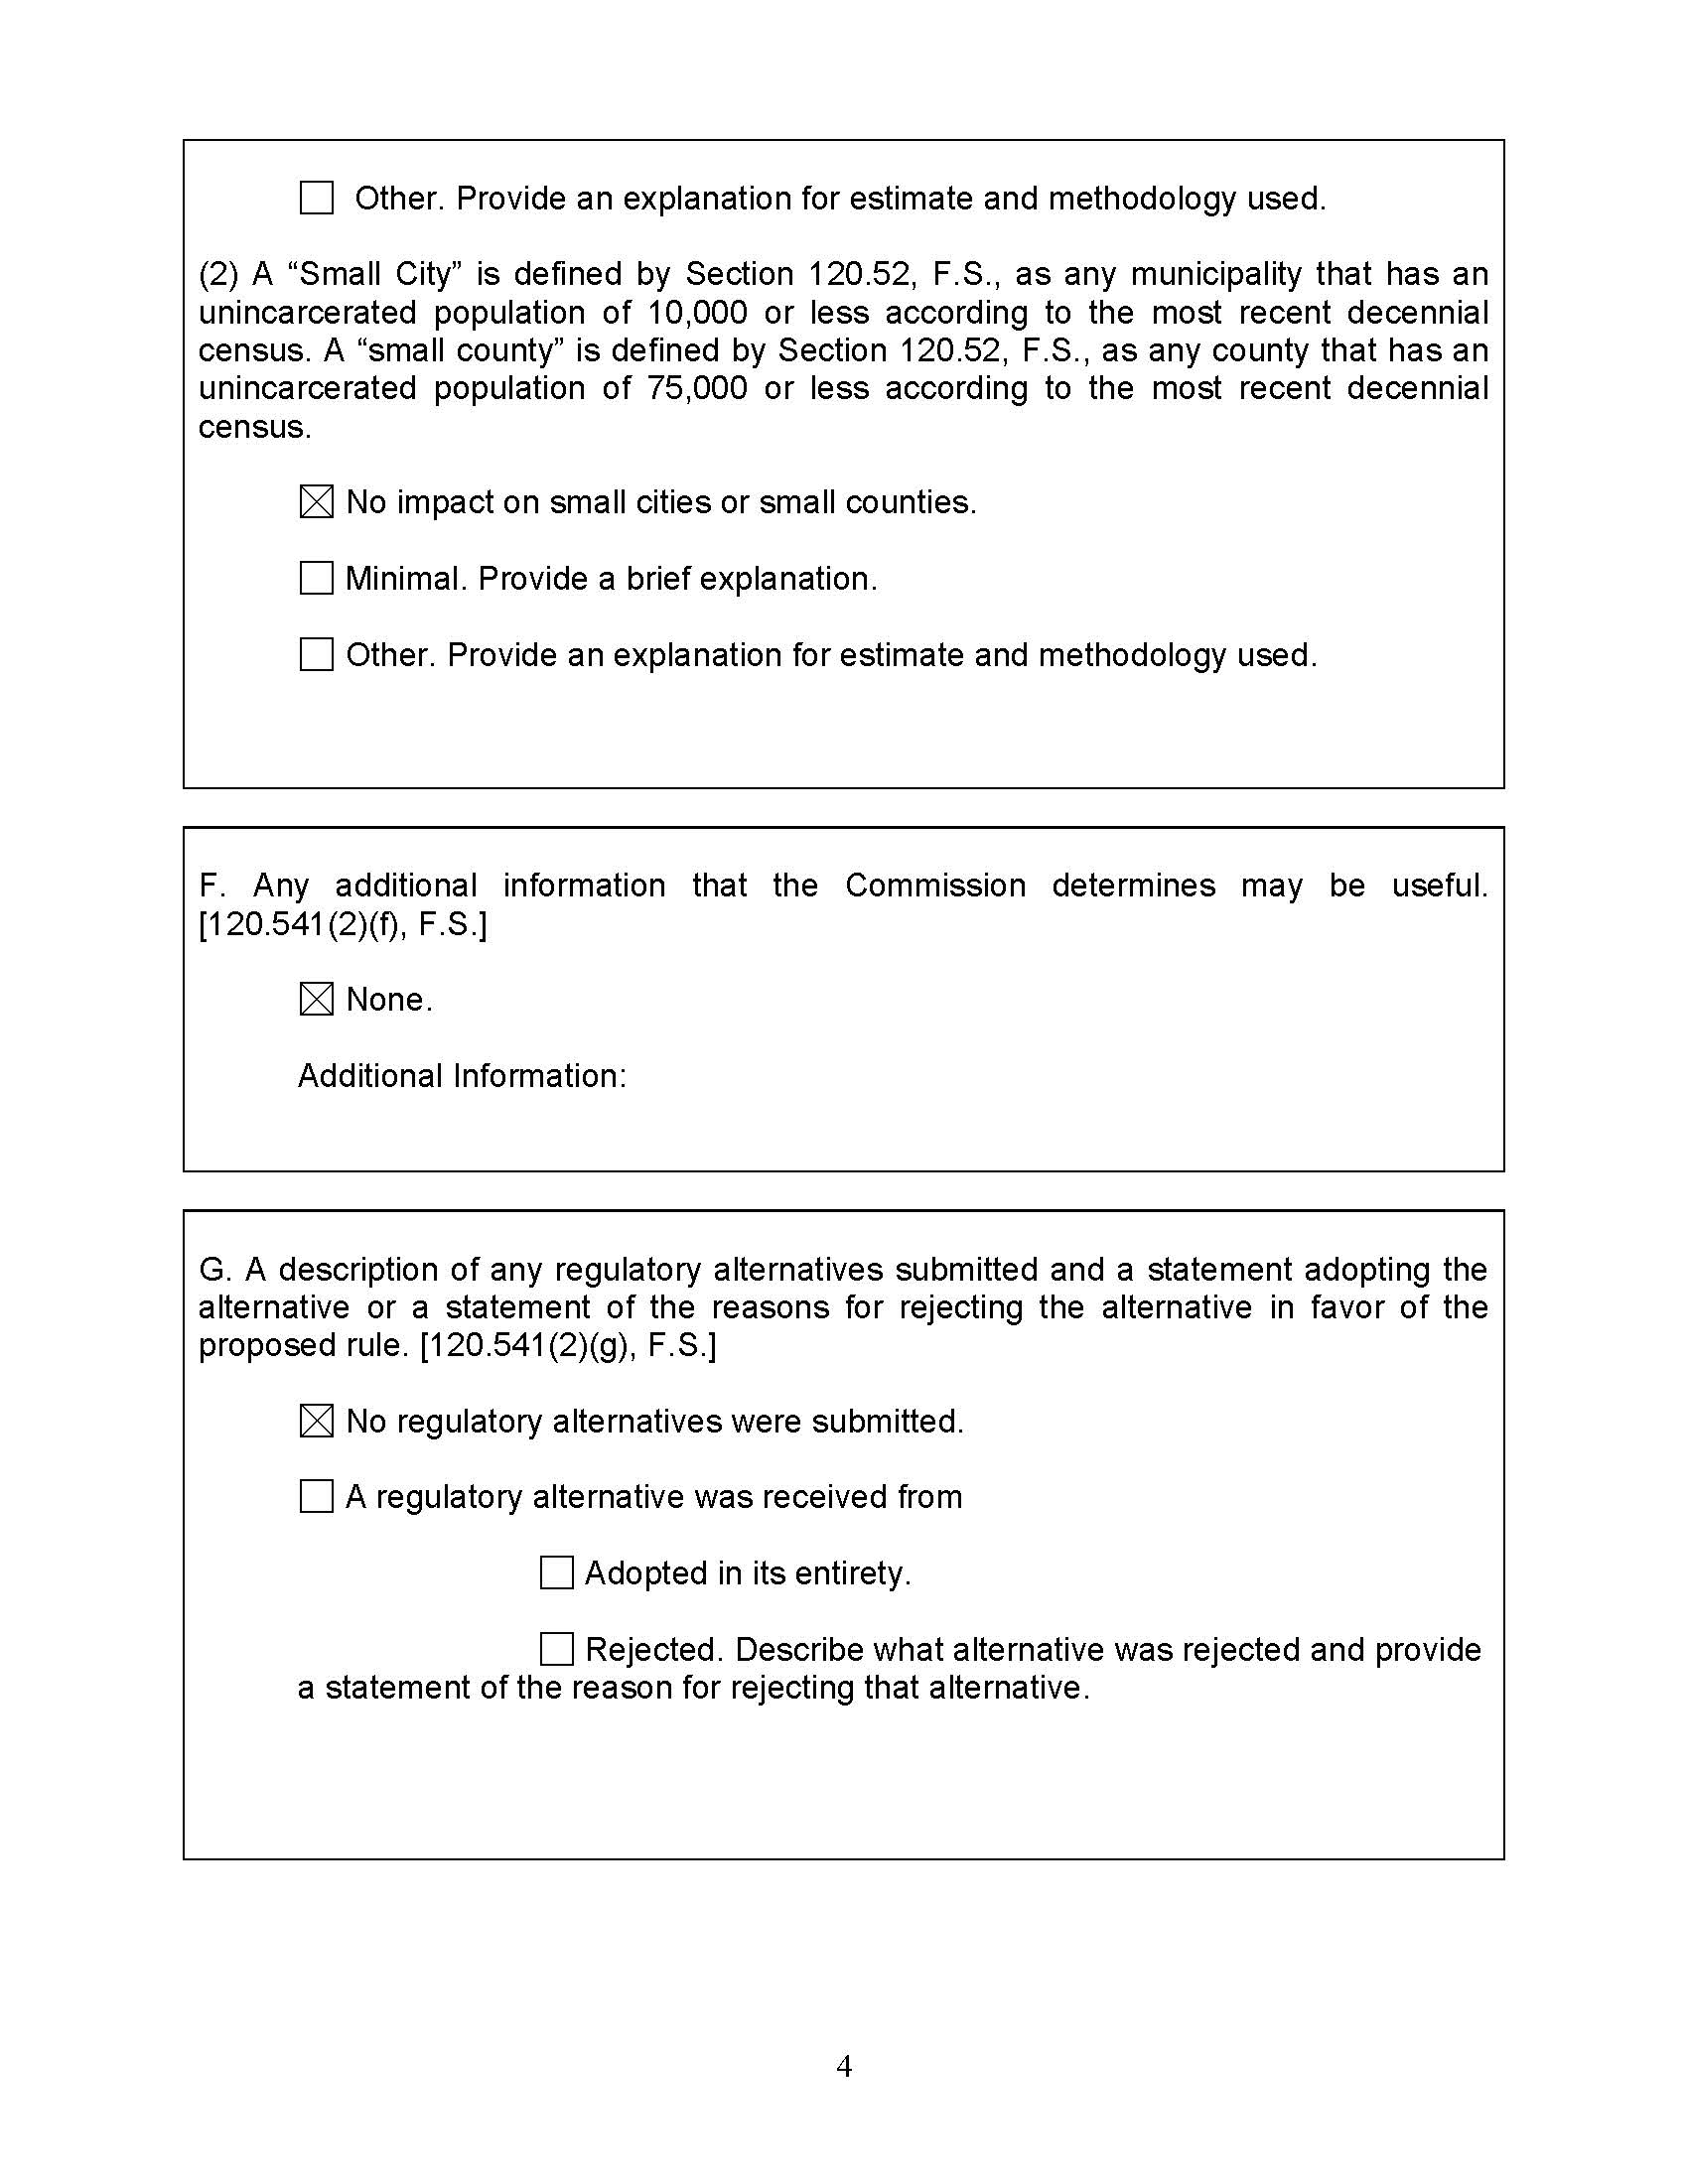 ☐ Other. Provide an explanation for estimate and methodology used.
(2) A “Small City” is defined by Section 120.52, F.S., as any municipality that has an
unincarcerated population of 10,000 or less according to the most recent decennial
census. A “small county” is defined by Section 120.52, F.S., as any county that has an
unincarcerated population of 75,000 or less according to the most recent decennial
census.
☒ No impact on small cities or small counties.
☐ Minimal. Provide a brief explanation.
☐ Other. Provide an explanation for estimate and methodology used.
F. Any additional information that the Commission determines may be useful.
[120.541(2)(f), F.S.]
☒ None.
Additional Information:
G. A description of any regulatory alternatives submitted and a statement adopting the
alternative or a statement of the reasons for rejecting the alternative in favor of the
proposed rule. [120.541(2)(g), F.S.]
☒ No regulatory alternatives were submitted.
☐ A regulatory alternative was received from
☐ Adopted in its entirety.
☐ Rejected. Describe what alternative was rejected and provide
a statement of the reason for rejecting that alternative.
4